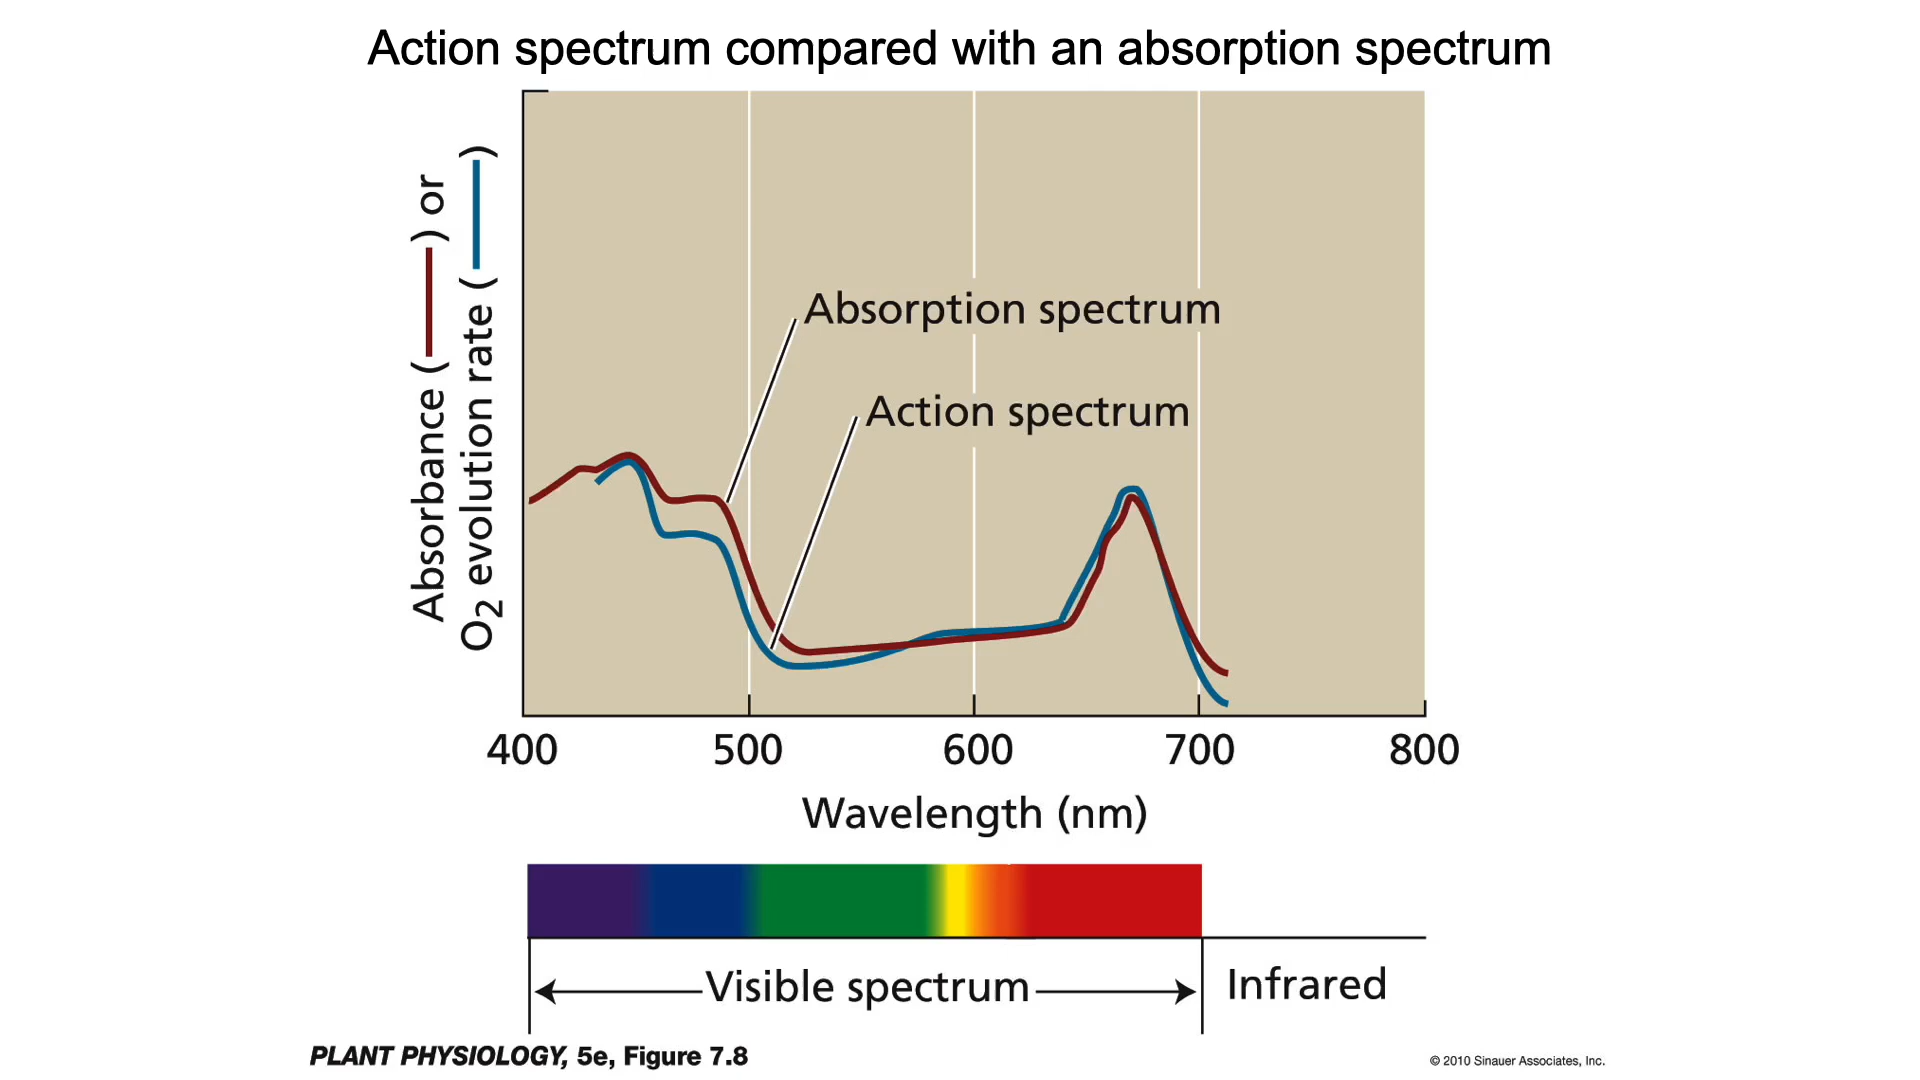 Action spectrum compared with an absorption spectrum
Absorbance ( ) or
O2 evolution rate ( )
Absorption spectrum
Action spectrum
400 500 600 700 800
Wavelength (nm)
Visible spectrum Infrared
PLANT PHYSIOLOGY, 5e, Figure 7.8
© 2010 Sinauer Associates, Inc.